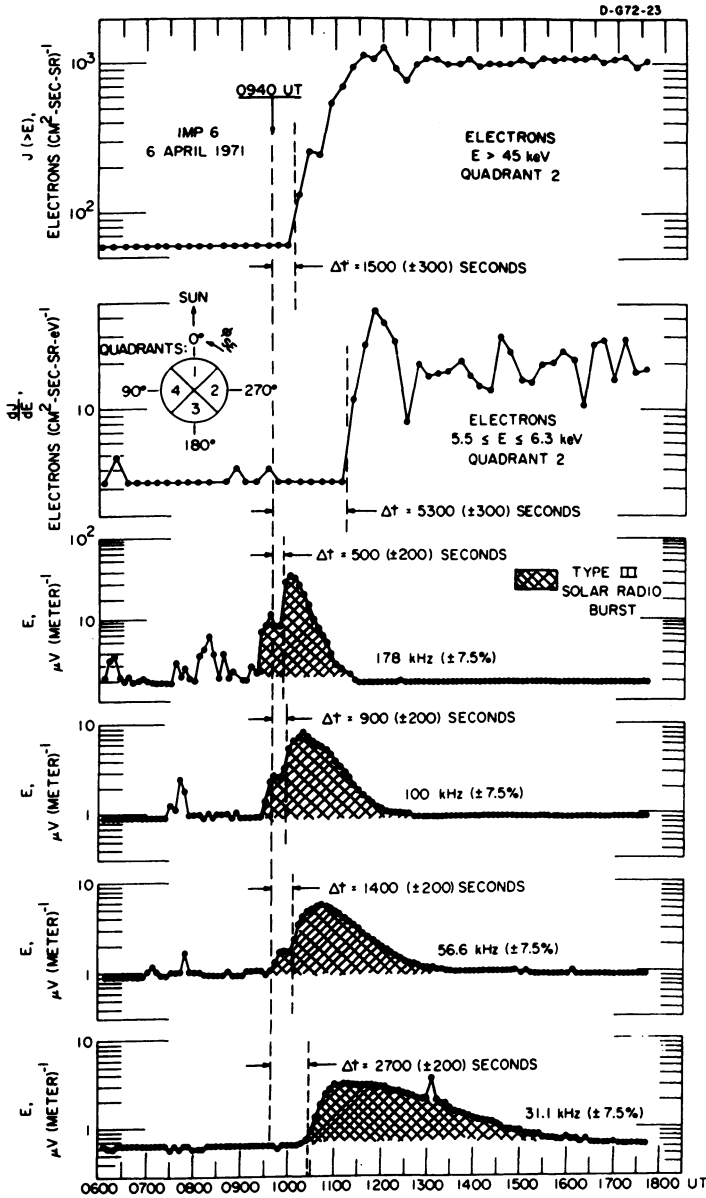 D-G72-23
0940 UT
IMP 6
6 APRIL 1971
ELECTRONS
E > 45 keV
QUADRANT 2
J (>E),
ELECTRONS (CM²-SEC-SR)⁻¹
10³
10²
Δt = 1500 (±300) SECONDS
SUN
0°
QUADRANTS:
90°
4
2
3
270°
180°
ELECTRONS
5.5 ≤ E ≤ 6.3 keV
QUADRANT 2
dJ/dE,
ELECTRONS (CM²-SEC-SR-eV)⁻¹
10
Δt = 5300 (±300) SECONDS
10²
Δt = 500 (±200) SECONDS
TYPE III
SOLAR RADIO
BURST
E,
μV (METER)⁻¹
10
178 kHz (±7.5%)
10
Δt = 900 (±200) SECONDS
E,
μV (METER)⁻¹
100 kHz (±7.5%)
1
10
Δt = 1400 (±200) SECONDS
E,
μV (METER)⁻¹
56.6 kHz (±7.5%)
1
10
Δt = 2700 (±200) SECONDS
E,
μV (METER)⁻¹
31.1 kHz (±7.5%)
1
0600 0700 0800 0900 1000 1100 1200 1300 1400 1500 1600 1700 1800 UT